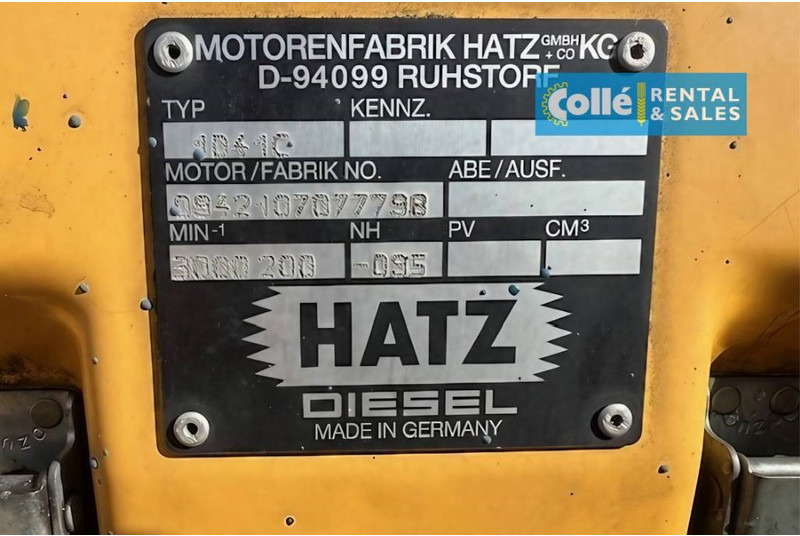 MOTORENFABRIK HATZ GMBH + CO KG
D-94099 RUHSTORF
Collé RENTAL & SALES
TYP KENNZ.
1D41C
MOTOR/FABRIK NO. ABE/AUSF.
MIN-1 NH PV CM3
3000 200 -095
HATZ
DIESEL
MADE IN GERMANY